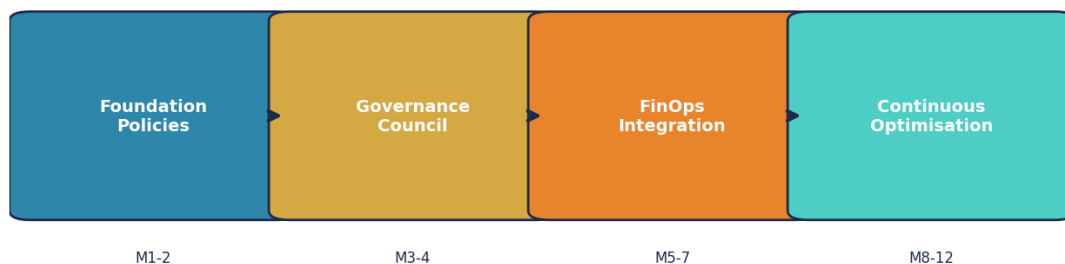 Foundation
Policies
Governance
Council
FinOps
Integration
Continuous
Optimisation
M1-2
M3-4
M5-7
M8-12